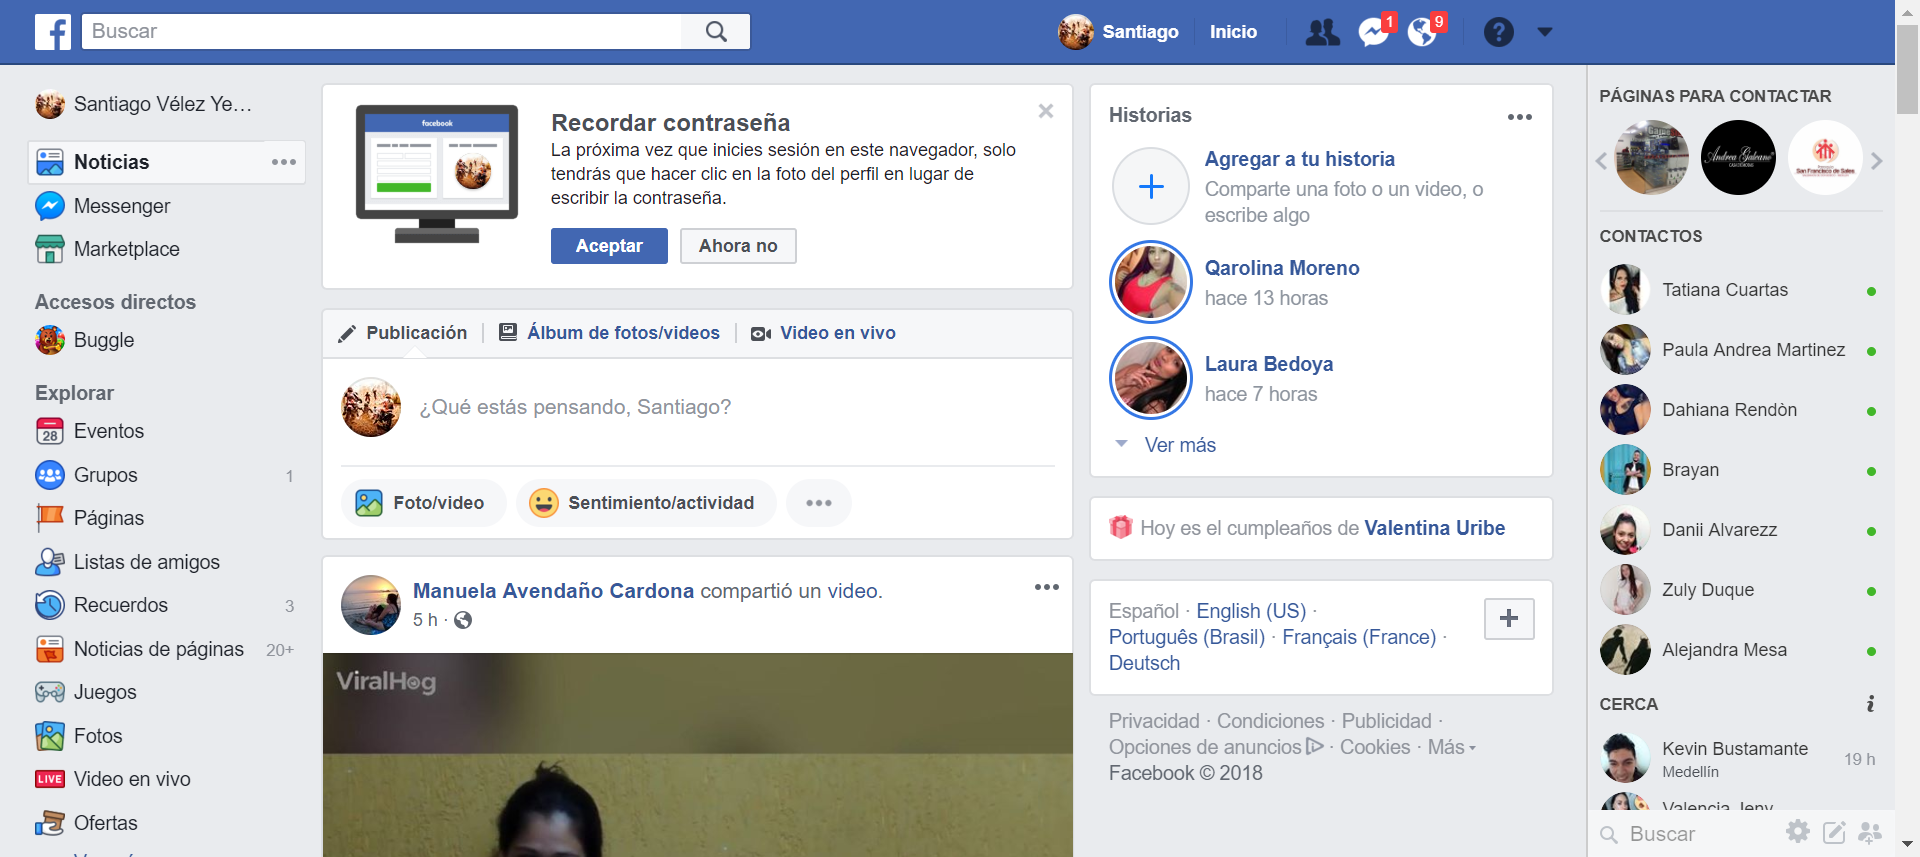 Buscar
Santiago
Inicio
1
9
Santiago Vélez Ye...
Noticias
Messenger
Marketplace
Accesos directos
Buggle
Explorar
28
Eventos
Grupos 1
Páginas
Listas de amigos
Recuerdos 3
Noticias de páginas 20+
Juegos
Fotos
LIVE Video en vivo
Ofertas
facebook
Recordar contraseña
La próxima vez que inicies sesión en este navegador, solo
tendrás que hacer clic en la foto del perfil en lugar de
escribir la contraseña.
Aceptar
Ahora no
Publicación
Álbum de fotos/videos
Video en vivo
¿Qué estás pensando, Santiago?
Foto/video
Sentimiento/actividad
Manuela Avendaño Cardona compartió un video.
5 h ·
ViralHog
Historias
Agregar a tu historia
Comparte una foto o un video, o
escribe algo
Qarolina Moreno
hace 13 horas
Laura Bedoya
hace 7 horas
Ver más
Hoy es el cumpleaños de Valentina Uribe
Español · English (US) ·
Português (Brasil) · Français (France) ·
Deutsch
Privacidad · Condiciones · Publicidad ·
Opciones de anuncios · Cookies · Más
Facebook © 2018
PÁGINAS PARA CONTACTAR
Andrea Galeano
San Francisco de Sales
CONTACTOS
Tatiana Cuartas
Paula Andrea Martinez
Dahiana Rendòn
Brayan
Danii Alvarezz
Zuly Duque
Alejandra Mesa
CERCA
Kevin Bustamante
Medellín
19 h
Valencia Jeny
Buscar